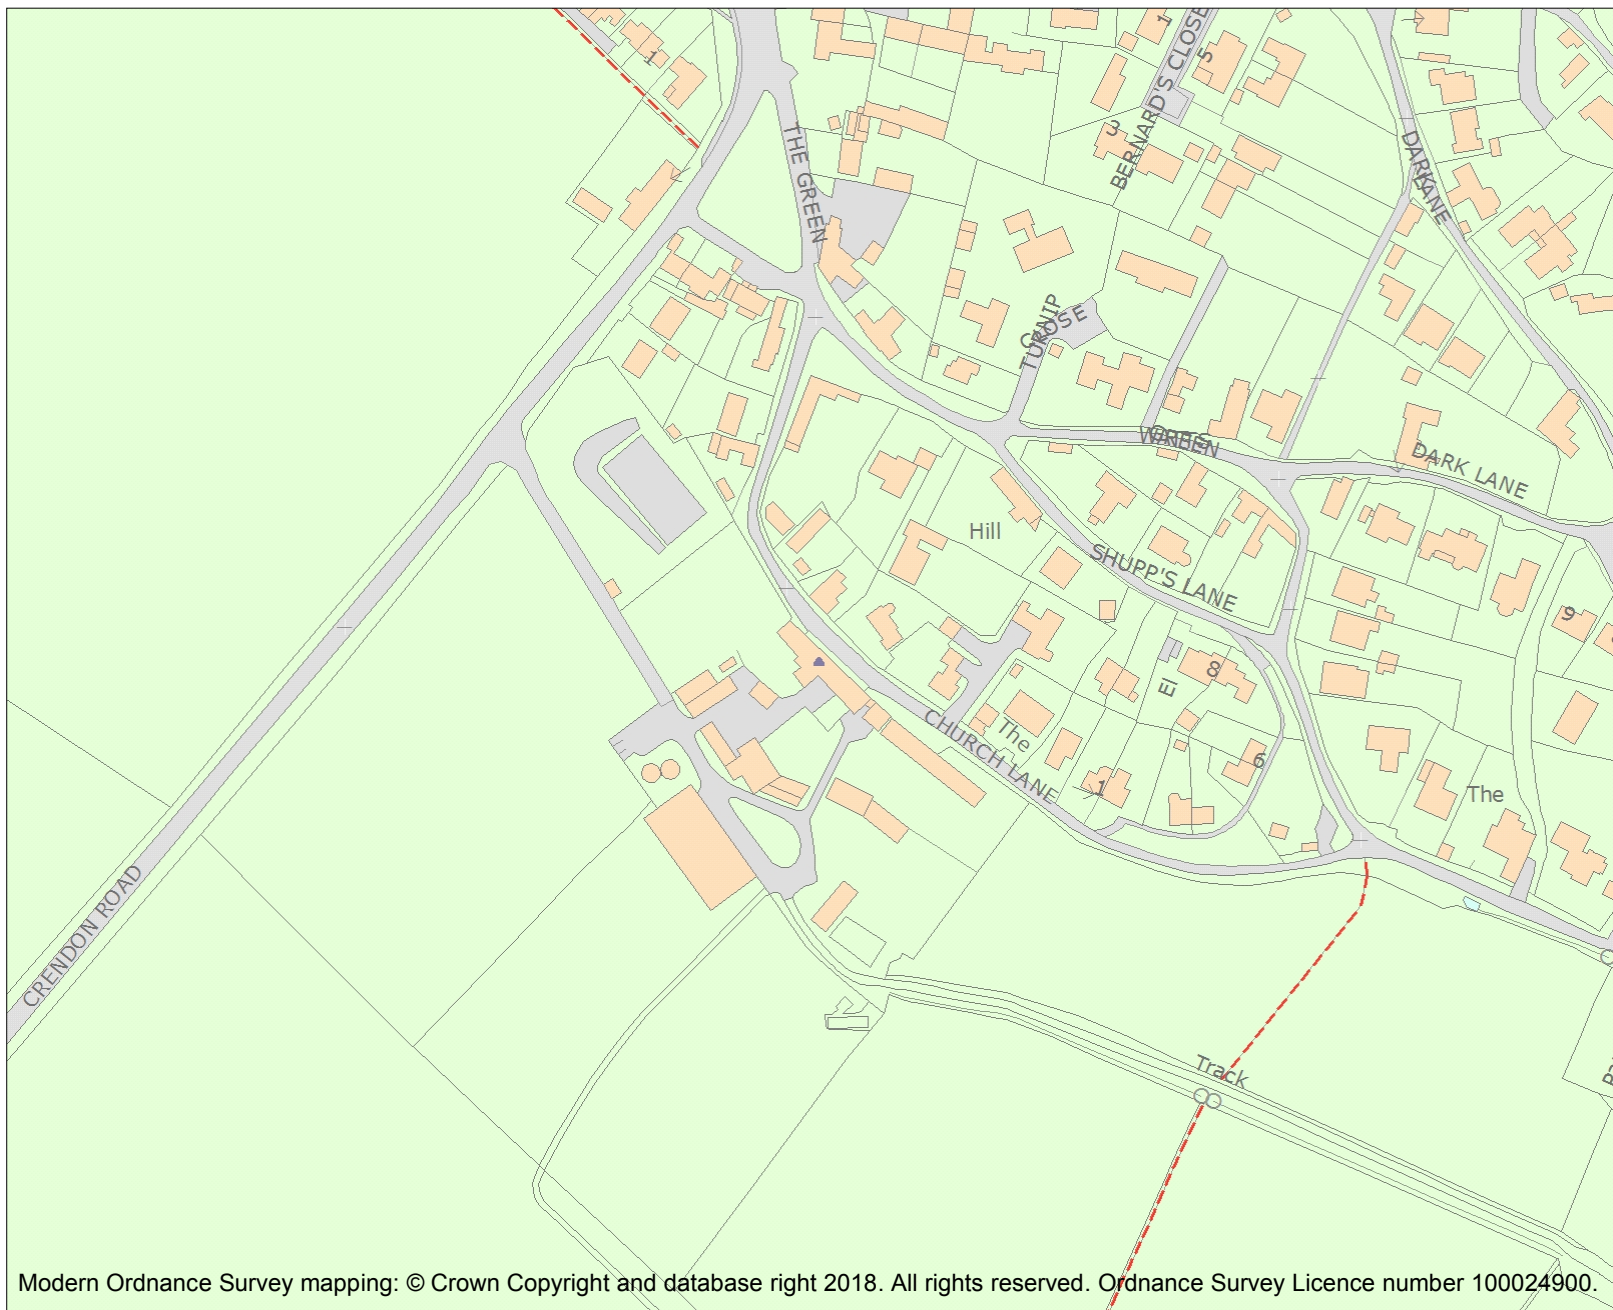 1
1
5
BERNARD'S CLOSE
3
THE GREEN
DARK
LANE
TURNIP
CLOSE
WINDEN
DARK LANE
Hill
SHUPP'S LANE
9
8
El
The
CHURCH LANE
6
1
The
CRENDON ROAD
Track
Modern Ordnance Survey mapping: © Crown Copyright and database right 2018. All rights reserved. Ordnance Survey Licence number 100024900.